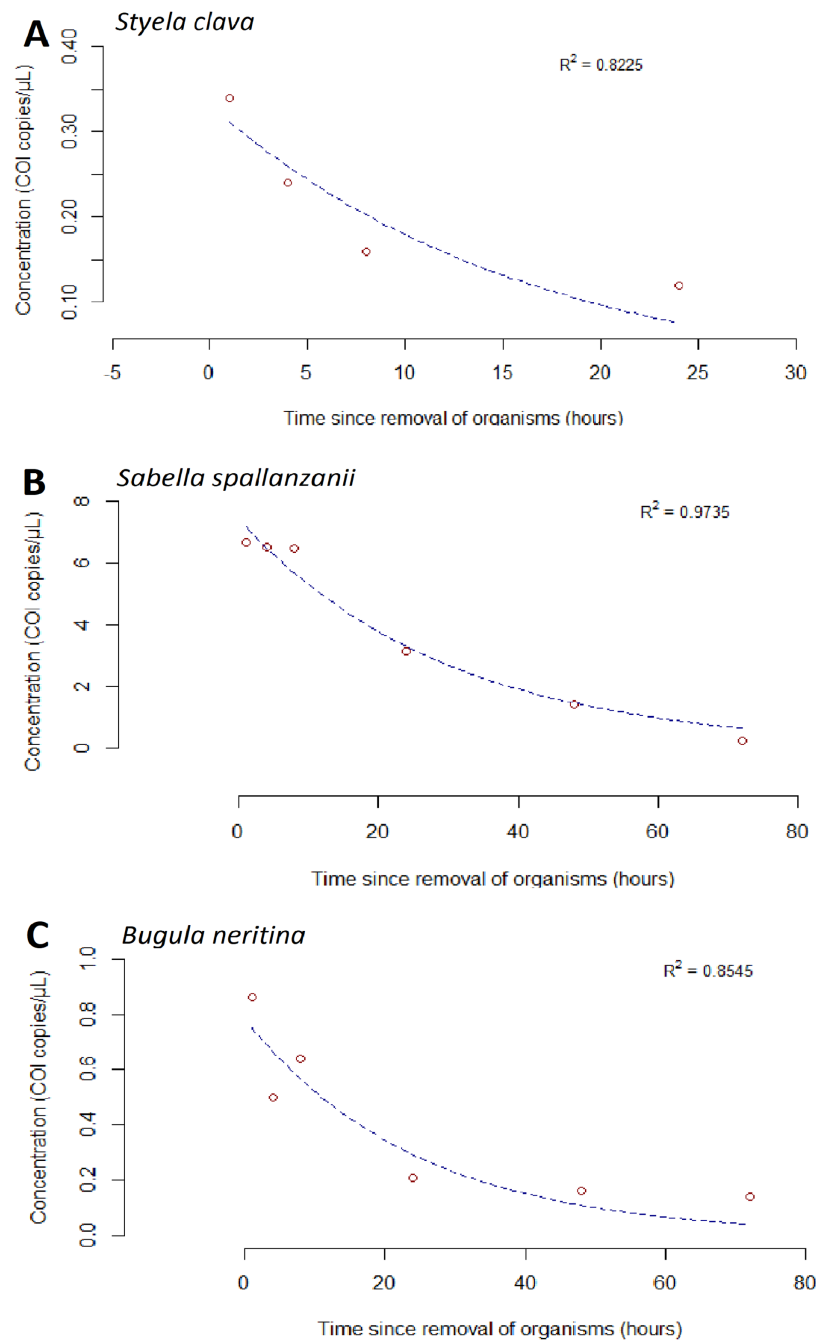 A Styela clava
R² = 0.8225
Concentration (COI copies/µL)
0.40
0.30
0.20
0.10
-5 0 5 10 15 20 25 30
Time since removal of organisms (hours)
B Sabella spallanzanii
R² = 0.9735
Concentration (COI copies/µL)
8
6
4
2
0
0 20 40 60 80
Time since removal of organisms (hours)
C Bugula neritina
R² = 0.8545
Concentration (COI copies/µL)
1.0
0.8
0.6
0.4
0.2
0.0
0 20 40 60 80
Time since removal of organisms (hours)